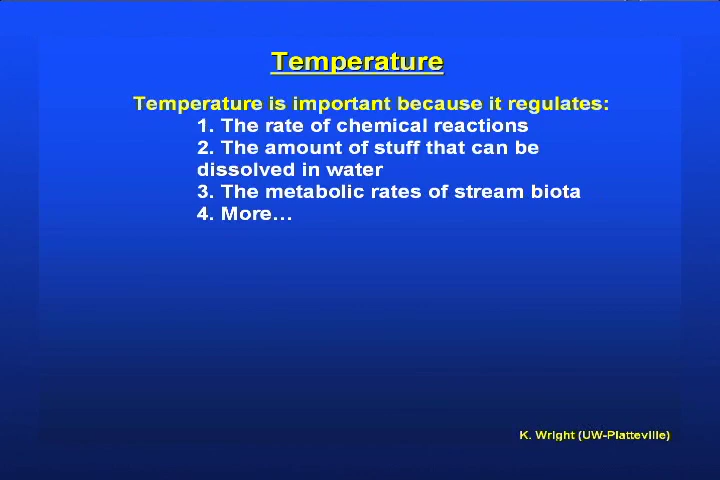 Temperature
Temperature is important because it regulates:
1. The rate of chemical reactions
2. The amount of stuff that can be
dissolved in water
3. The metabolic rates of stream biota
4. More…
K. Wright (UW-Platteville)